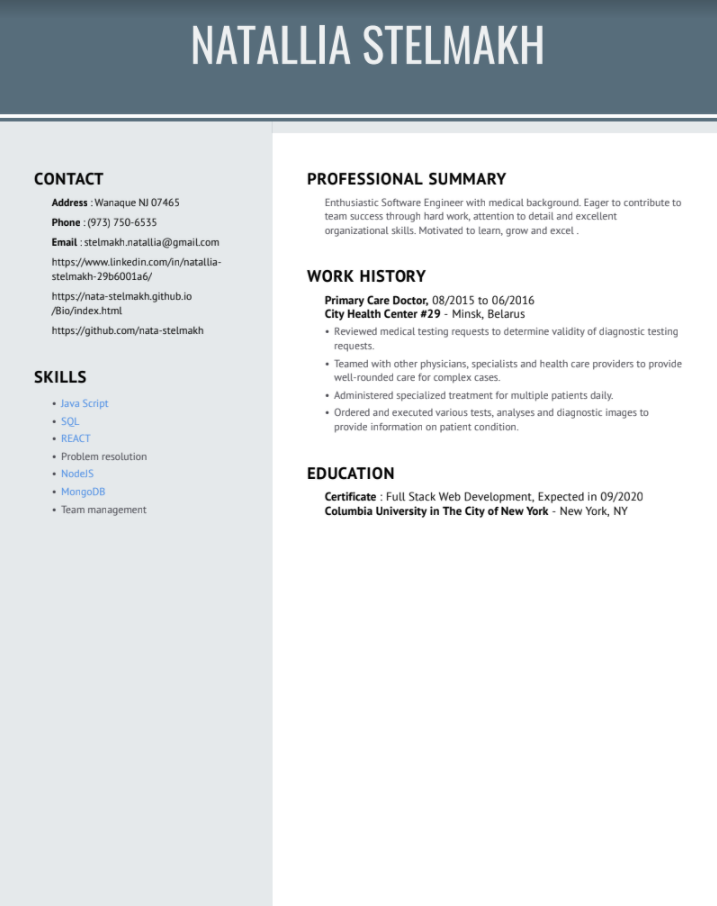 NATALLIA STELMAKH
CONTACT
Address : Wanaque NJ 07465
Phone : (973) 750-6535
Email : stelmakh.natallia@gmail.com
https://www.linkedin.com/in/natallia-
stelmakh-29b6001a6/
https://nata-stelmakh.github.io
/Bio/index.html
https://github.com/nata-stelmakh
SKILLS
• Java Script
• SQL
• REACT
• Problem resolution
• NodeJS
• MongoDB
• Team management
PROFESSIONAL SUMMARY
Enthusiastic Software Engineer with medical background. Eager to contribute to
team success through hard work, attention to detail and excellent
organizational skills. Motivated to learn, grow and excel .
WORK HISTORY
Primary Care Doctor, 08/2015 to 06/2016
City Health Center #29 - Minsk, Belarus
• Reviewed medical testing requests to determine validity of diagnostic testing
requests.
• Teamed with other physicians, specialists and health care providers to provide
well-rounded care for complex cases.
• Administered specialized treatment for multiple patients daily.
• Ordered and executed various tests, analyses and diagnostic images to
provide information on patient condition.
EDUCATION
Certificate : Full Stack Web Development, Expected in 09/2020
Columbia University in The City of New York - New York, NY